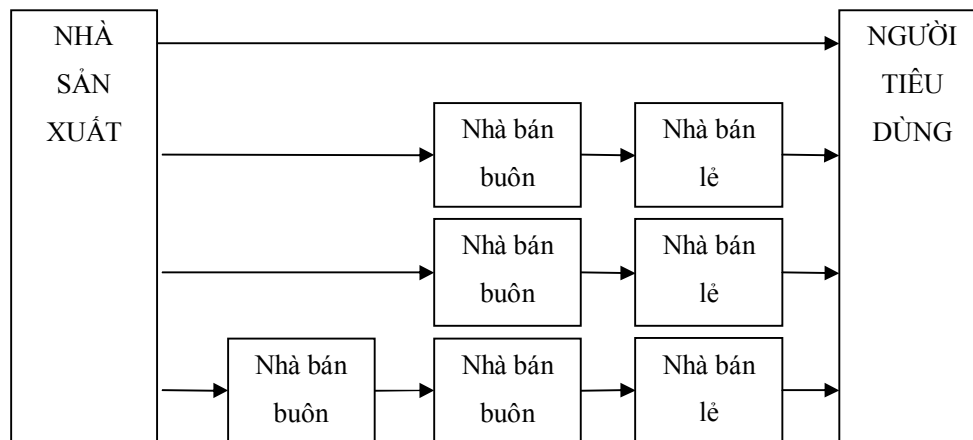 NHÀ
SẢN
XUẤT
NGƯỜI
TIÊU
DÙNG
Nhà bán
buôn
Nhà bán
lẻ
Nhà bán
buôn
Nhà bán
lẻ
Nhà bán
buôn
Nhà bán
buôn
Nhà bán
lẻ